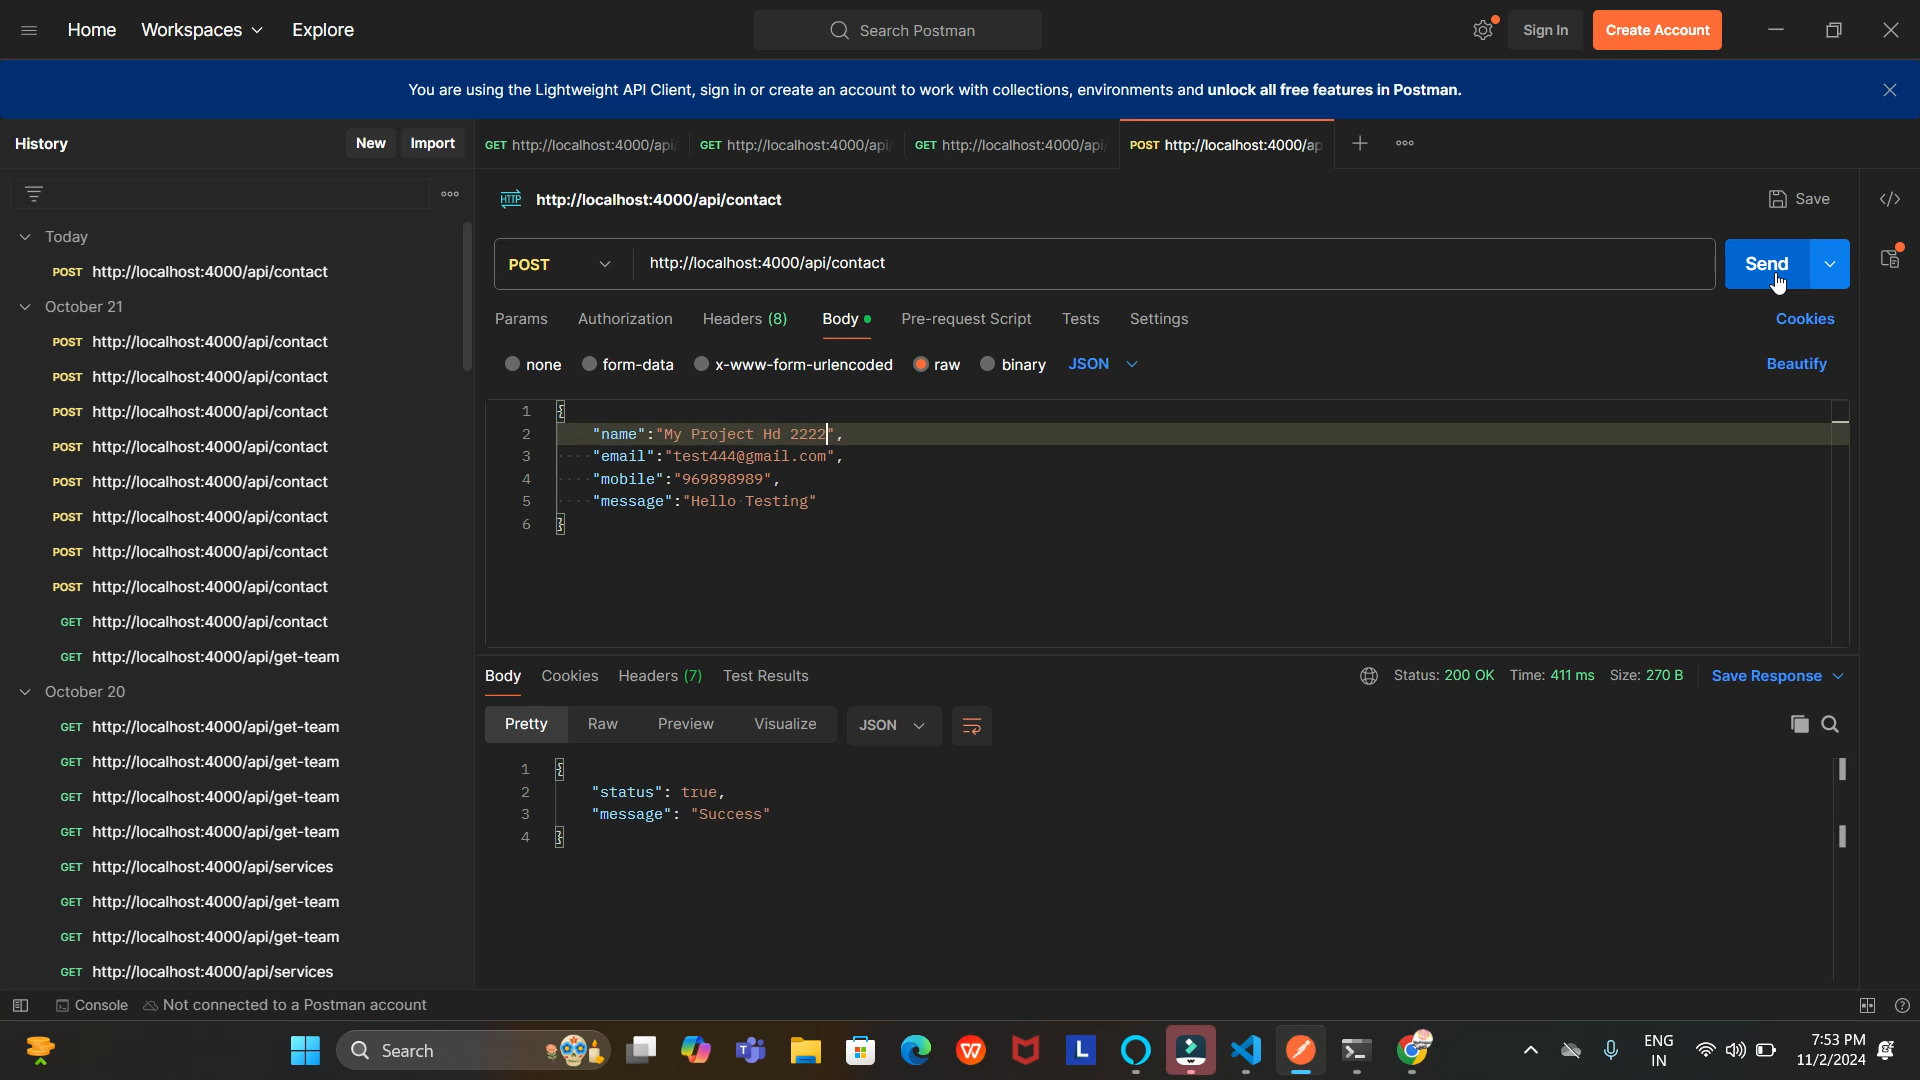 Home Workspaces Explore Search Postman Sign In Create Account
You are using the Lightweight API Client, sign in or create an account to work with collections, environments and unlock all free features in Postman.
History New Import
GET http://localhost:4000/api/ GET http://localhost:4000/api/ GET http://localhost:4000/api/ POST http://localhost:4000/ap
HTTP http://localhost:4000/api/contact Save
Today
POST http://localhost:4000/api/contact
October 21
POST http://localhost:4000/api/contact
POST http://localhost:4000/api/contact
POST http://localhost:4000/api/contact
POST http://localhost:4000/api/contact
POST http://localhost:4000/api/contact
POST http://localhost:4000/api/contact
POST http://localhost:4000/api/contact
POST http://localhost:4000/api/contact
GET http://localhost:4000/api/contact
GET http://localhost:4000/api/get-team
October 20
GET http://localhost:4000/api/get-team
GET http://localhost:4000/api/get-team
GET http://localhost:4000/api/get-team
GET http://localhost:4000/api/get-team
GET http://localhost:4000/api/services
GET http://localhost:4000/api/get-team
GET http://localhost:4000/api/get-team
GET http://localhost:4000/api/services
POST http://localhost:4000/api/contact Send
Params Authorization Headers (8) Body Pre-request Script Tests Settings Cookies
none form-data x-www-form-urlencoded raw binary JSON Beautify
1 {
2 "name":"My Project Hd 2222",
3 "email":"test444@gmail.com",
4 "mobile":"969898989",
5 "message":"Hello Testing"
6 }
Body Cookies Headers (7) Test Results Status: 200 OK Time: 411 ms Size: 270 B Save Response
Pretty Raw Preview Visualize JSON
1 {
2 "status": true,
3 "message": "Success"
4 }
Console Not connected to a Postman account
Search W L ENG
IN 7:53 PM
11/2/2024